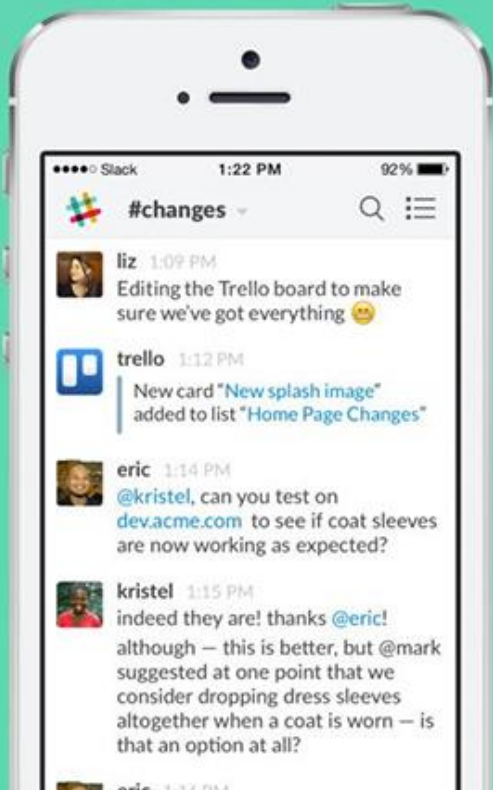 Slack 1:22 PM 92%
#changes
liz 1:09 PM
Editing the Trello board to make
sure we've got everything 😬
trello 1:12 PM
New card "New splash image"
added to list "Home Page Changes"
eric 1:14 PM
@kristel, can you test on
dev.acme.com to see if coat sleeves
are now working as expected?
kristel 1:15 PM
indeed they are! thanks @eric!
although — this is better, but @mark
suggested at one point that we
consider dropping dress sleeves
altogether when a coat is worn — is
that an option at all?
eric 1:16 PM